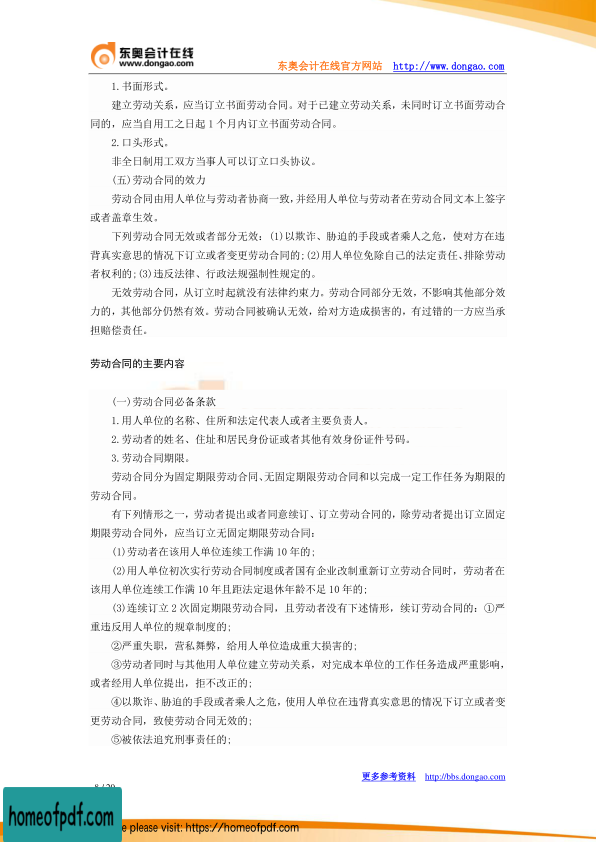 东奥会计在线
www.dongao.com
东奥会计在线官方网站 http://www.dongao.com
1.书面形式。
建立劳动关系，应当订立书面劳动合同。对于已建立劳动关系，未同时订立书面劳动合
同的，应当自用工之日起 1 个月内订立书面劳动合同。
2.口头形式。
非全日制用工双方当事人可以订立口头协议。
(五)劳动合同的效力
劳动合同由用人单位与劳动者协商一致,并经用人单位与劳动者在劳动合同文本上签字
或者盖章生效。
下列劳动合同无效或者部分无效：(1)以欺诈、胁迫的手段或者乘人之危，使对方在违
背真实意思的情况下订立或者变更劳动合同的;(2)用人单位免除自己的法定责任、排除劳动
者权利的;(3)违反法律、行政法规强制性规定的。
无效劳动合同，从订立时起就没有法律约束力。劳动合同部分无效，不影响其他部分效
力的，其他部分仍然有效。劳动合同被确认无效，给对方造成损害的，有过错的一方应当承
担赔偿责任。
劳动合同的主要内容
(一)劳动合同必备条款
1.用人单位的名称、住所和法定代表人或者主要负责人。
2.劳动者的姓名、住址和居民身份证或者其他有效身份证件号码。
3.劳动合同期限。
劳动合同分为固定期限劳动合同、无固定期限劳动合同和以完成一定工作任务为期限的
劳动合同。
有下列情形之一，劳动者提出或者同意续订、订立劳动合同的，除劳动者提出订立固定
期限劳动合同外，应当订立无固定期限劳动合同：
(1)劳动者在该用人单位连续工作满 10 年的;
(2)用人单位初次实行劳动合同制度或者国有企业改制重新订立劳动合同时，劳动者在
该用人单位连续工作满 10 年且距法定退休年龄不足 10 年的;
(3)连续订立 2 次固定期限劳动合同，且劳动者没有下述情形，续订劳动合同的：①严
重违反用人单位的规章制度的;
②严重失职，营私舞弊，给用人单位造成重大损害的;
③劳动者同时与其他用人单位建立劳动关系，对完成本单位的工作任务造成严重影响，
或者经用人单位提出，拒不改正的;
④以欺诈、胁迫的手段或者乘人之危，使用人单位在违背真实意思的情况下订立或者变
更劳动合同，致使劳动合同无效的;
⑤被依法追究刑事责任的;
更多参考资料 http://bbs.dongao.com
homeofpdf.com
e please visit: https://homeofpdf.com